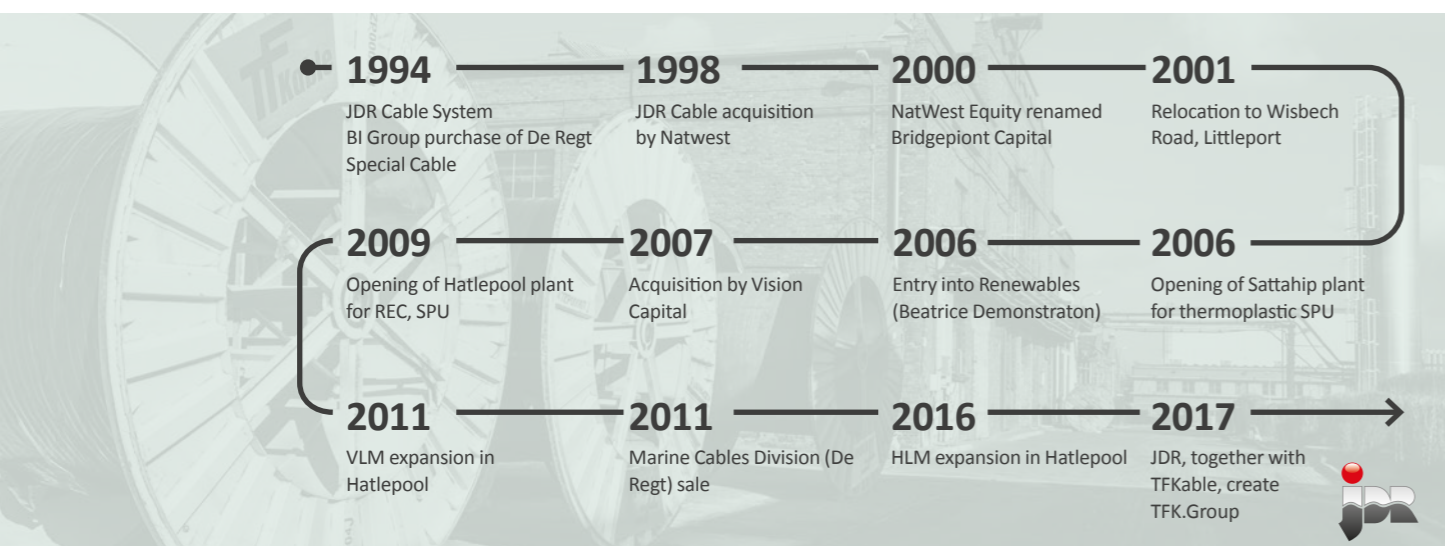 TF
Kable
1994
JDR Cable System
BI Group purchase of De Regt
Special Cable
1998
JDR Cable acquisition
by Natwest
2000
NatWest Equity renamed
Bridgepiont Capital
2001
Relocation to Wisbech
Road, Littleport
2006
Opening of Sattahip plant
for thermoplastic SPU
2006
Entry into Renewables
(Beatrice Demonstraton)
2007
Acquisition by Vision
Capital
2009
Opening of Hatlepool plant
for REC, SPU
2011
VLM expansion in
Hatlepool
2011
Marine Cables Division (De
Regt) sale
2016
HLM expansion in Hatlepool
2017
JDR, together with
TFKable, create
TFK.Group
JDR